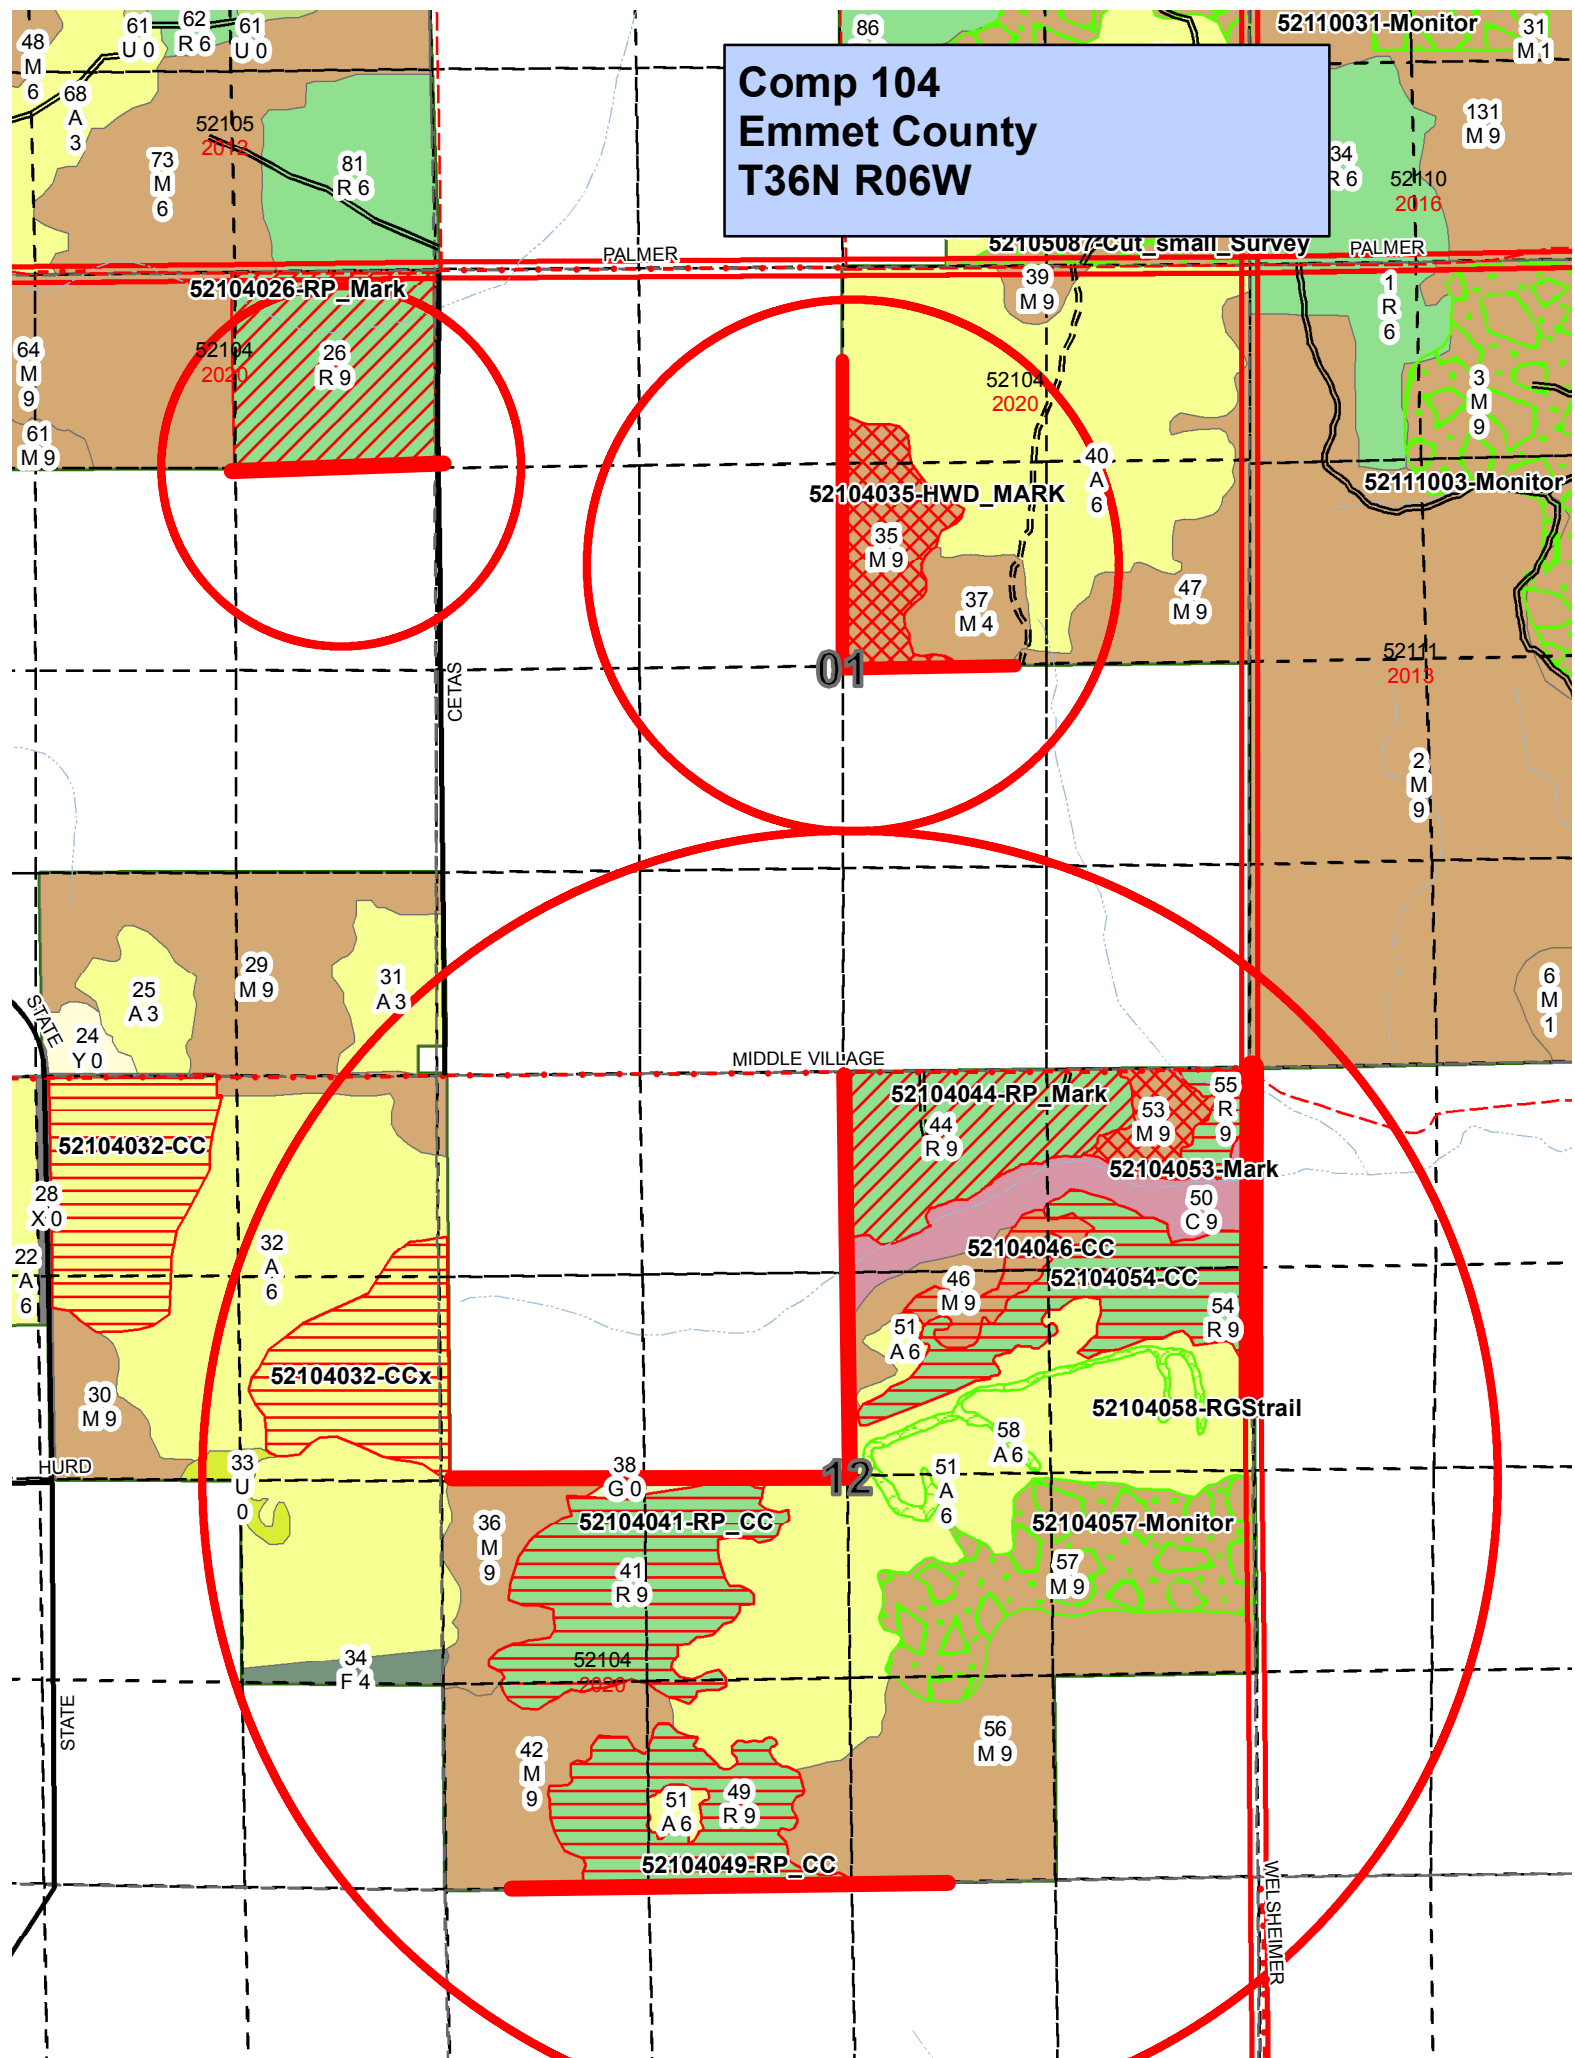 48
M
6
61
U 0
62
R 6
61
U 0
68
A
3
52105
2012
73
M
6
81
R 6
86
Comp 104
Emmet County
T36N R06W
52110031-Monitor
31
M 1
131
M 9
34
R 6
52110
2016
PALMER
52105087-Cut_small_Survey
PALMER
52104026-RP_Mark
39
M 9
1
R
6
64
M
9
52104
2020
26
R 9
52104
2020
3
M
9
61
M 9
40
A
6
52104035-HWD_MARK
52111003-Monitor
35
M 9
37
M 4
47
M 9
01
CETAS
52111
2013
2
M
9
25
A 3
29
M 9
31
A 3
6
M
1
STATE
24
Y 0
MIDDLE VILLAGE
52104044-RP_Mark
55
R
9
53
M 9
44
R 9
52104032-CC
52104053-Mark
28
X 0
50
C 9
22
A
6
32
A
6
52104046-CC
52104054-CC
46
M 9
54
R 9
51
A 6
52104032-CCx
30
M 9
52104058-RGStrail
58
A 6
HURD
33
U
0
38
G 0
12
51
A
6
36
M
9
52104041-RP_CC
52104057-Monitor
41
R 9
57
M 9
34
F 4
52104
2020
STATE
42
M
9
56
M 9
51
A 6
49
R 9
52104049-RP_CC
WELSHEIMER